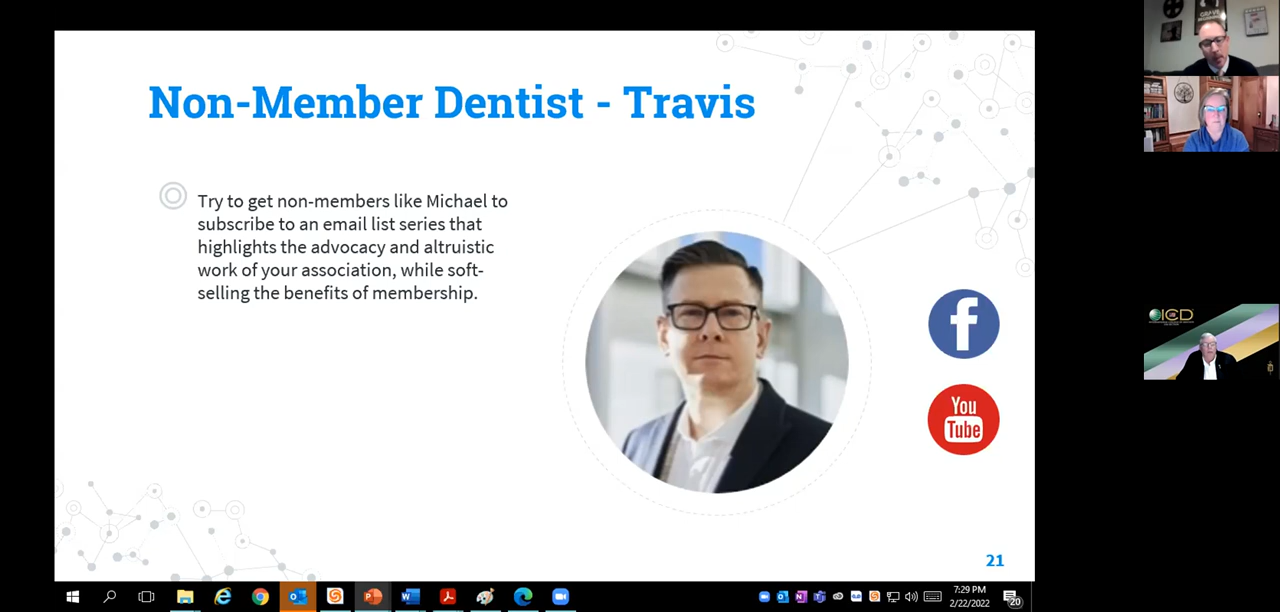 Non-Member Dentist - Travis
Try to get non-members like Michael to
subscribe to an email list series that
highlights the advocacy and altruistic
work of your association, while soft-
selling the benefits of membership.
f
You
Tube
21
ICD
7:29 PM
2/22/2022
20